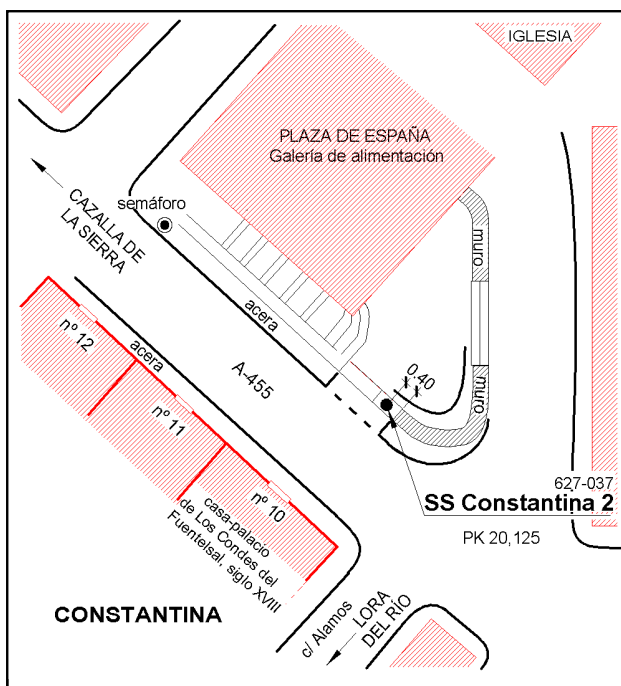 IGLESIA
PLAZA DE ESPAÑA
Galería de alimentación
semáforo
CAZALLA DE
LA SIERRA
muro
acera
0.40
nº 12
acera
A-455
nº 11
muro
nº 10
627-037
SS Constantina 2
PK 20,125
casa-palacio
de Los Condes del
Fuentelsal, siglo XVIII
CONSTANTINA
c/ Alamos
LORA
DEL RÍO